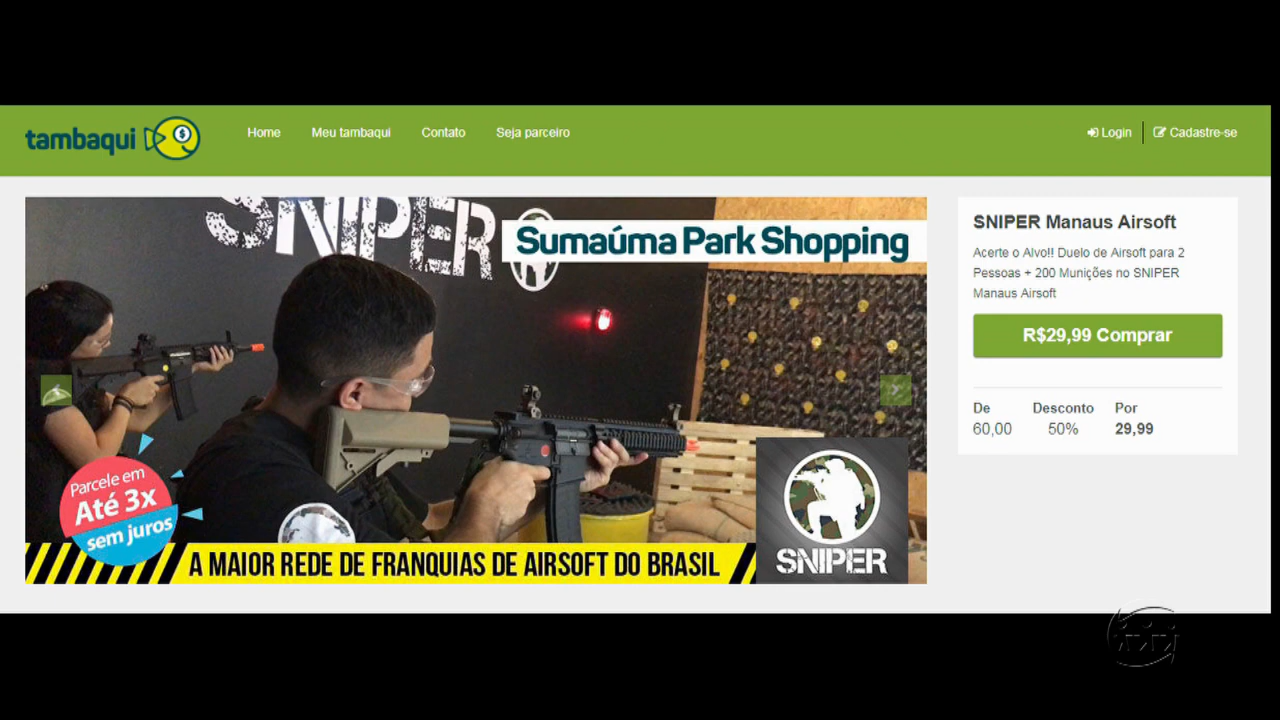 tambaqui
Home
Meu tambaqui
Contato
Seja parceiro
Login
Cadastre-se
SNIPER
Sumaúma Park Shopping
Parcele em
Até 3x
sem juros
A MAIOR REDE DE FRANQUIAS DE AIRSOFT DO BRASIL
SNIPER
SNIPER Manaus Airsoft
Acerte o Alvo!! Duelo de Airsoft para 2
Pessoas + 200 Munições no SNIPER
Manaus Airsoft
R$29,99 Comprar
De
Desconto
Por
60,00
50%
29,99